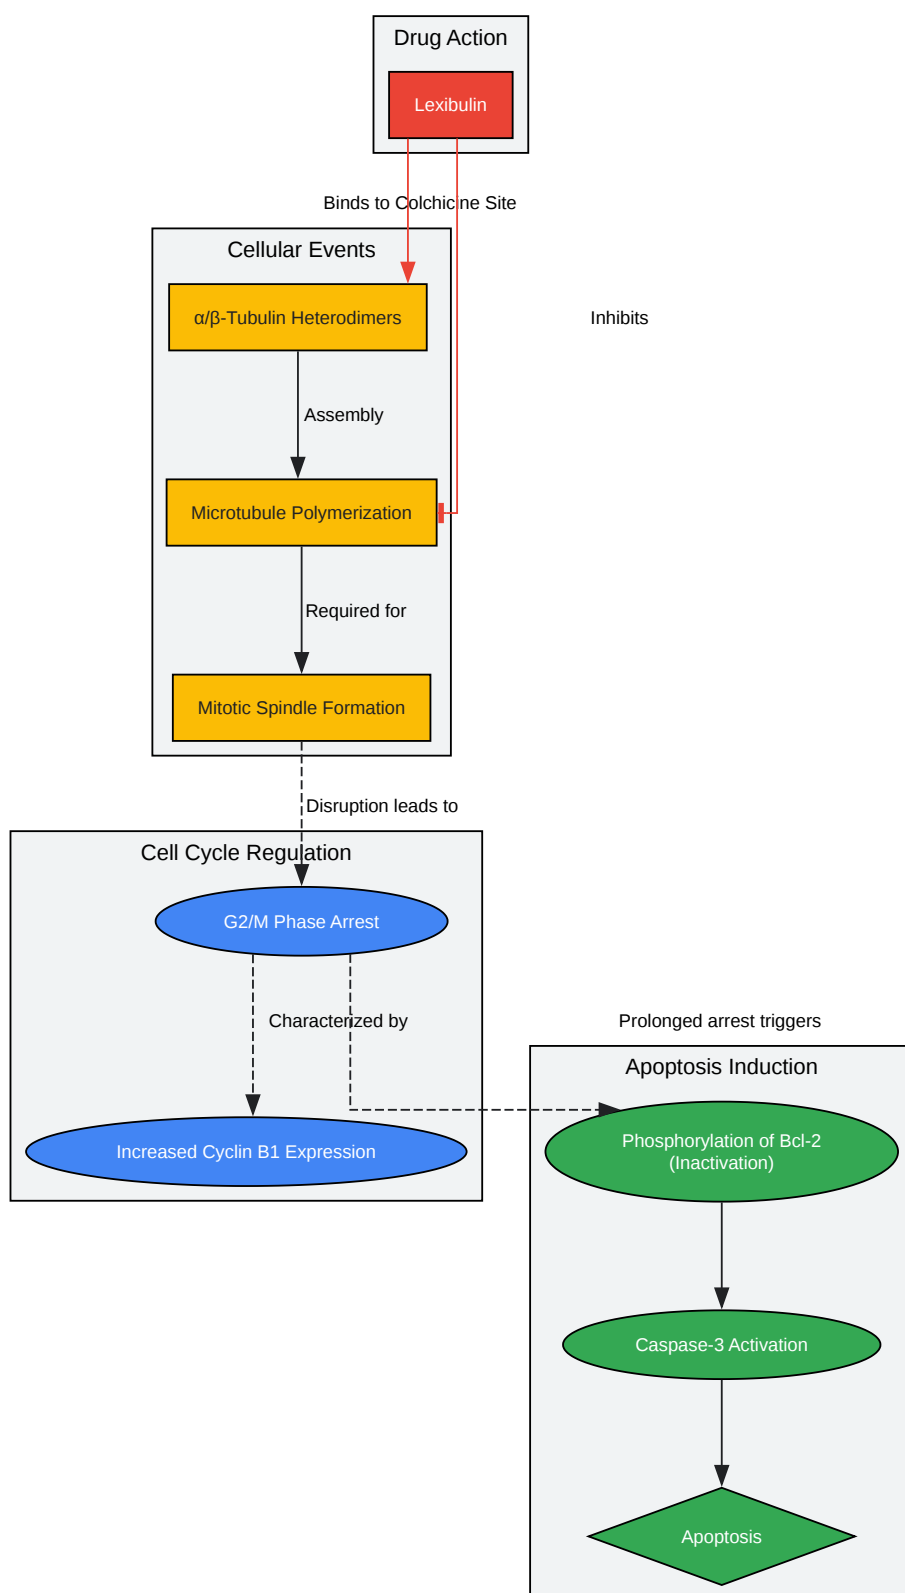 Drug Action
Lexibulin
Binds to Colchicine Site
Cellular Events
α/β-Tubulin Heterodimers
Inhibits
Assembly
Microtubule Polymerization
Required for
Mitotic Spindle Formation
Disruption leads to
Cell Cycle Regulation
G2/M Phase Arrest
Characterized by
Prolonged arrest triggers
Apoptosis Induction
Increased Cyclin B1 Expression
Phosphorylation of Bcl-2
(Inactivation)
Caspase-3 Activation
Apoptosis